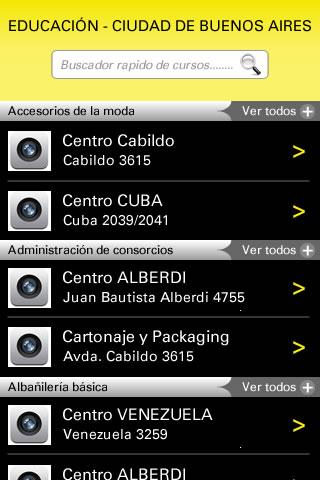 EDUCACIÓN - CIUDAD DE BUENOS AIRES
Buscador rapido de cursos........
Accesorios de la moda Ver todos +
Centro Cabildo
Cabildo 3615
>
Centro CUBA
Cuba 2039/2041
>
Administración de consorcios Ver todos +
Centro ALBERDI
Juan Bautista Alberdi 4755
>
Cartonaje y Packaging
Avda. Cabildo 3615
>
Albañilería básica Ver todos +
Centro VENEZUELA
Venezuela 3259
>
Centro ALBERDI